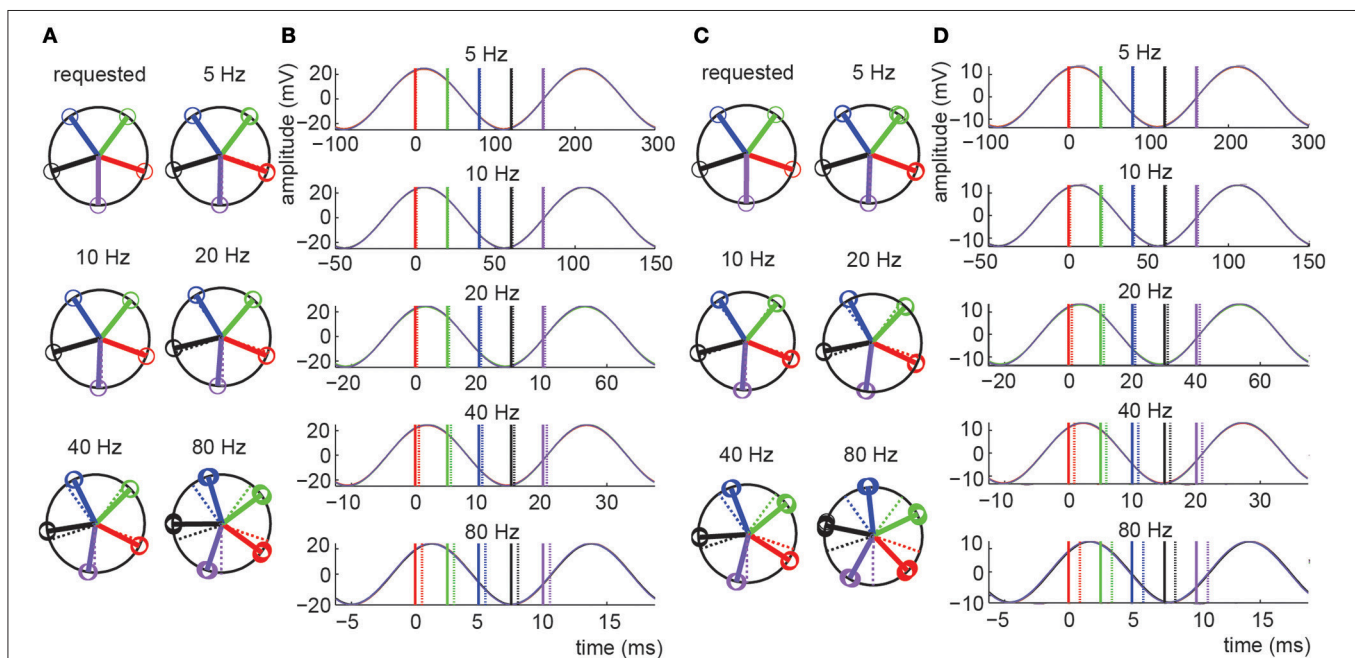 A
B
C
D
requested
5 Hz
10 Hz
20 Hz
40 Hz
80 Hz
amplitude (mV)
5 Hz
20
0
−20
−100 0 100 200 300
10 Hz
20
0
−20
−50 0 50 100 150
20 Hz
20
0
−20
−20 0 20 10 60
40 Hz
20
0
−20
−10 0 10 20 30
80 Hz
20
0
−20
−5 0 5 10 15
time (ms)
requested
5 Hz
10 Hz
20 Hz
40 Hz
80 Hz
amplitude (mV)
5 Hz
10
0
−10
−100 0 100 200 300
10 Hz
10
0
−10
−50 0 50 100 150
20 Hz
10
0
−10
−20 0 20 40 60
40 Hz
10
0
−10
−10 0 10 20 30
80 Hz
10
0
−10
−5 0 5 10 15
time (ms)